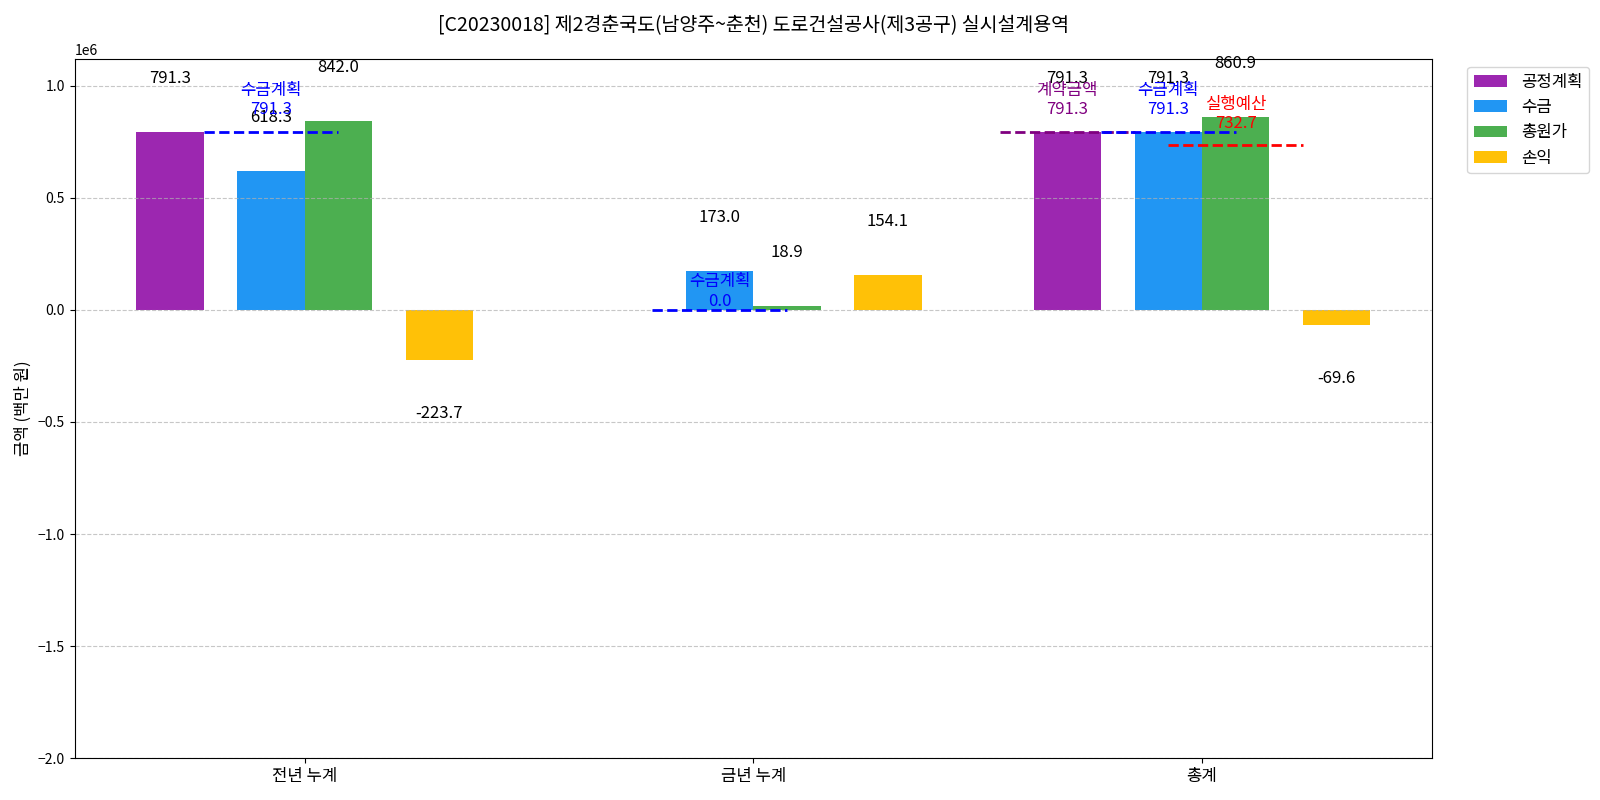 [C20230018] 제2경춘국도(남양주~춘천) 도로건설공사(제3공구) 실시설계용역
1e6
금액 (백만 원)
1.0
0.5
0.0
−0.5
−1.0
−1.5
−2.0
791.3
수금계획
791.3
618.3
842.0
-223.7
173.0
수금계획
0.0
18.9
154.1
791.3
계약금액
791.3
791.3
수금계획
791.3
860.9
실행예산
732.7
-69.6
전년 누계
금년 누계
총계
공정계획
수금
총원가
손익